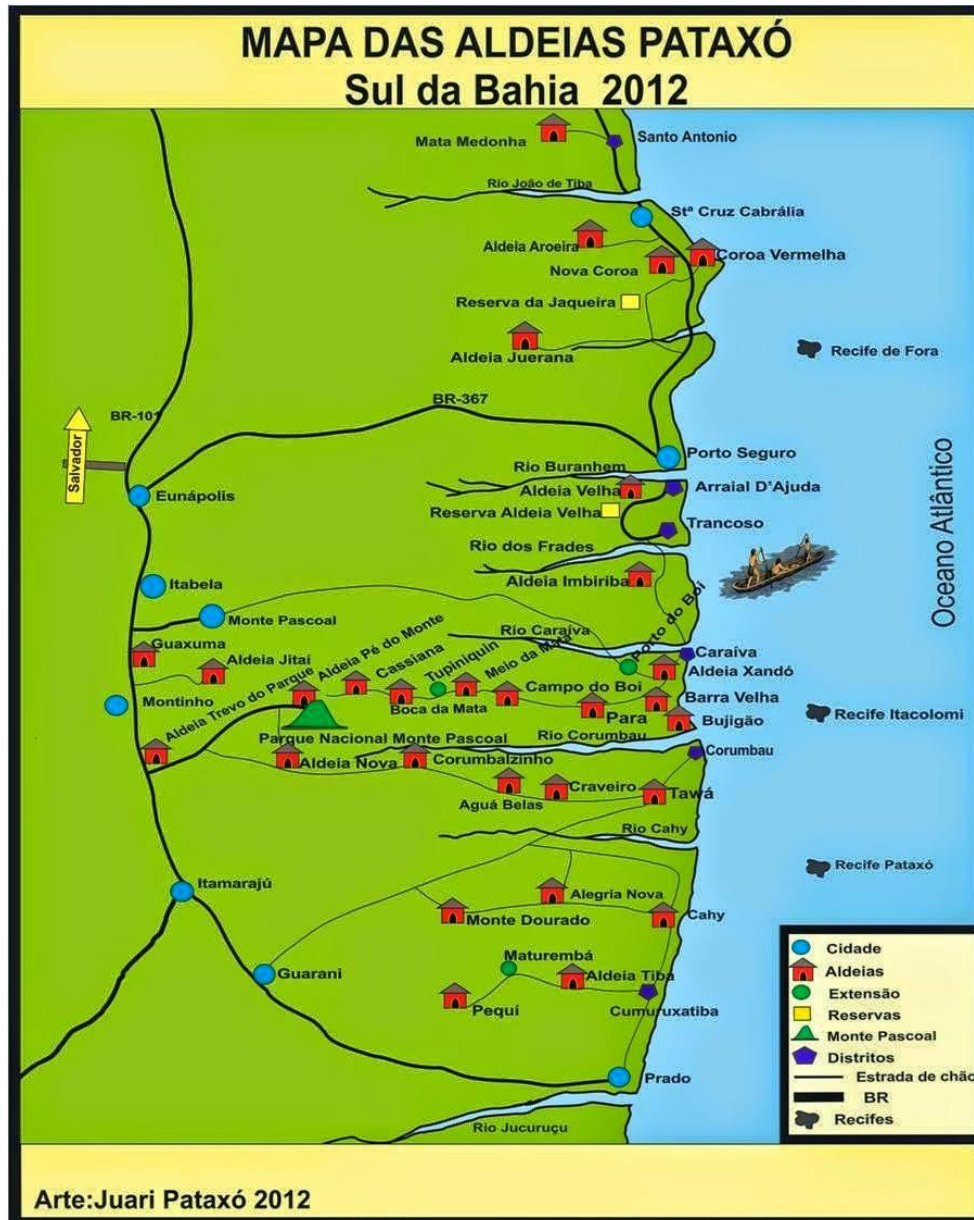 MAPA DAS ALDEIAS PATAXÓ
Sul da Bahia 2012
Mata Medonha
Santo Antonio
Rio João de Tiba
Stª Cruz Cabrália
Aldeia Aroeira
Nova Coroa
Coroa Vermelha
Reserva da Jaqueira
Aldeia Juerana
Recife de Fora
BR-367
BR-101
Salvador
Porto Seguro
Rio Buranhem
Eunápolis
Aldeia Velha
Arraial D'Ajuda
Reserva Aldeia Velha
Trancoso
Oceano Atlântico
Rio dos Frades
Itabela
Aldeia Imbiriba
Monte Pascoal
Rio Caraíva
Porto do Boi
Caraíva
Guaxuma
Aldeia Jitaí
Aldeia Trevo do Parque
Aldeia Pé do Monte
Cassiana
Tupiniquin
Meio da Mata
Aldeia Xandó
Montinho
Boca da Mata
Campo do Boi
Barra Velha
Para
Bujigão
Recife Itacolomi
Parque Nacional Monte Pascoal
Rio Corumbau
Corumbau
Aldeia Nova
Corumbalzinho
Aguá Belas
Craveiro
Tawá
Rio Cahy
Recife Pataxó
Itamarajú
Alegria Nova
Monte Dourado
Cahy
Guarani
Maturembá
Aldeia Tiba
Pequí
Cumuruxatiba
Prado
Rio Jucuruçu
Cidade
Aldeias
Extensão
Reservas
Monte Pascoal
Distritos
Estrada de chão
BR
Recifes
Arte:Juari Pataxó 2012